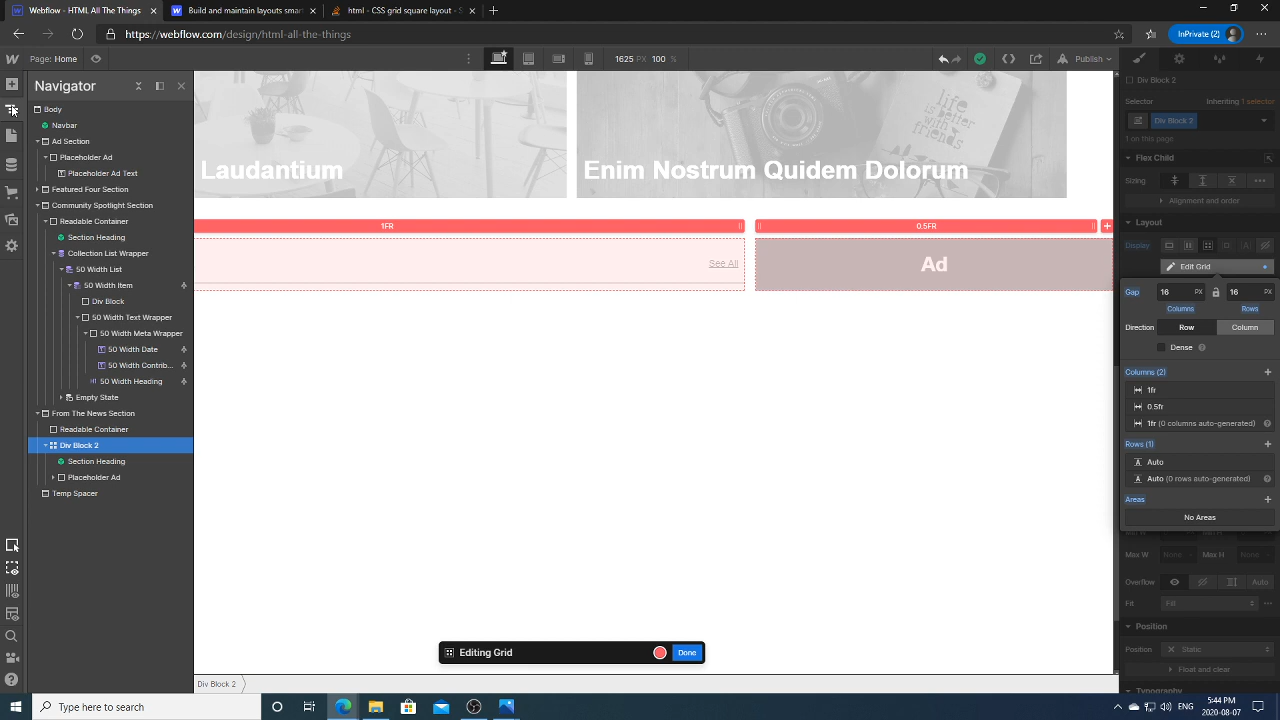 Webflow - HTML All The Things
Building and maintain layouts smart
html - CSS grid square layout - S
https://webflow.com/design/html-all-the-things
InPrivate (2)
Page: Home
1625 PX 100 %
Publish
Navigator
Body
Navbar
Ad Section
Placeholder Ad
Placeholder Ad Text
Featured Four Section
Community Spotlight Section
Readable Container
Section Heading
Collection List Wrapper
50 Width List
50 Width Item
Div Block
50 Width Text Wrapper
50 Width Meta Wrapper
50 Width Date
50 Width Contrib...
50 Width Heading
Empty State
From The News Section
Readable Container
Div Block 2
Section Heading
Placeholder Ad
Temp Spacer
life is better with friends
Laudantium
Enim Nostrum Quidem Dolorum
1FR
0.5FR
See All
Ad
Editing Grid
Done
Div Block 2
Div Block 2
Selector
Inheriting 1 selector
Div Block 2
1 on this page
Flex Child
Sizing
Alignment and order
Layout
Display
Edit Grid
Gap 16 PX 16 PX
Columns Rows
Direction Row Column
Dense
Columns (2)
1fr
0.5fr
1fr (0 columns auto-generated)
Rows (1)
Auto
Auto (0 rows auto-generated)
Areas
No Areas
Max W None Max H None
Overflow Auto
Fit Fill
Position
Position Static
Float and clear
Typography
Type here to search
5:44 PM
2020-08-07